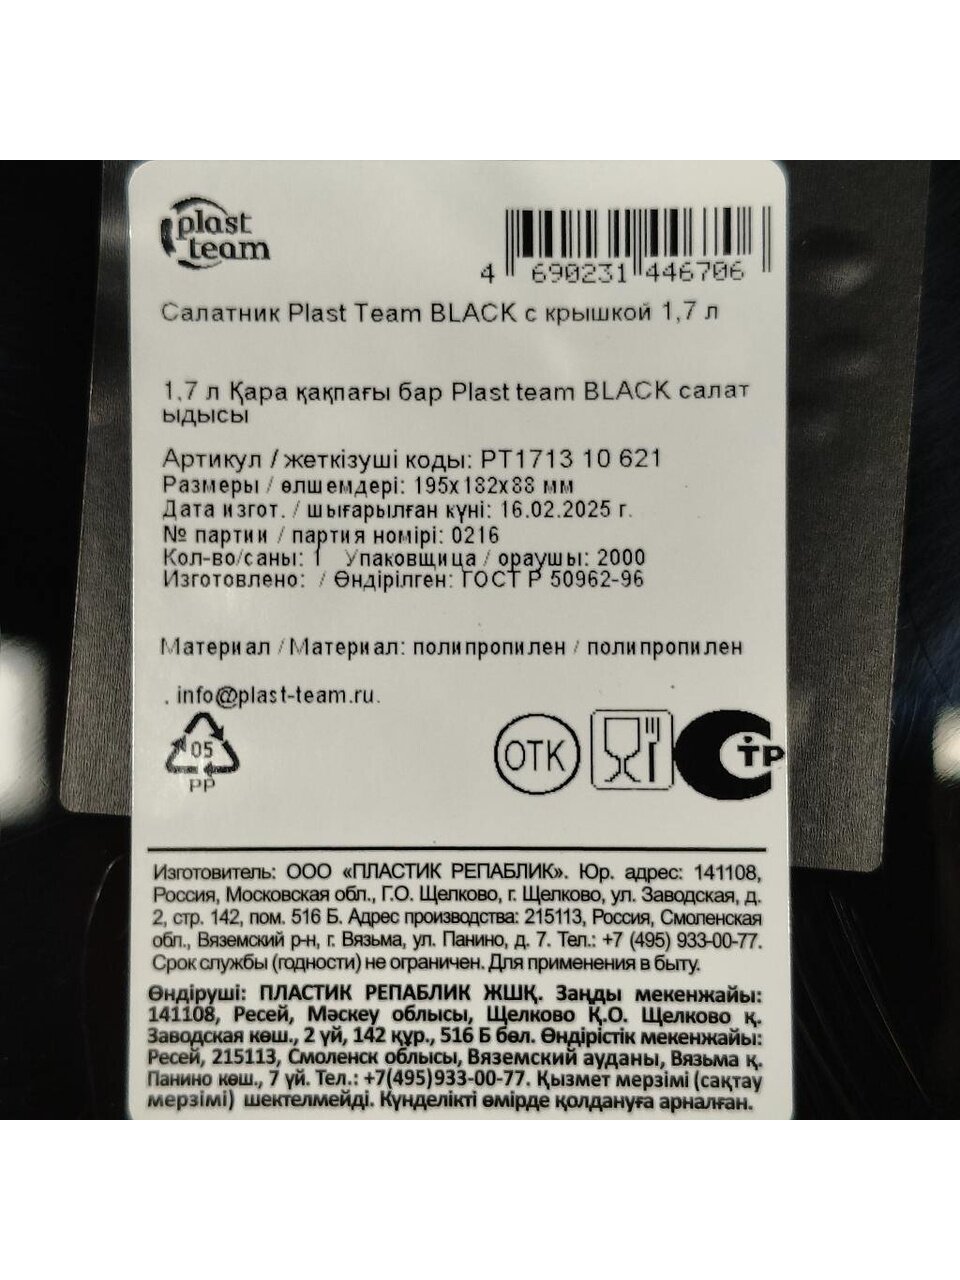 plast
team
4 690231 446706
Салатник Plast Team BLACK с крышкой 1,7 л
1,7 л Қара қақпағы бар Plast team BLACK салат
ыдысы
Артикул / жеткізуші коды: PT1713 10 621
Размеры / өлшемдері: 195x182x88 мм
Дата изгот. / шығарылған күні: 16.02.2025 г.
№ партии / партия номірі: 0216
Кол-во/саны: 1 Упаковщица / ораушы: 2000
Изготовлено: / Өндірілген: ГОСТ Р 50962-96
Материал / Материал: полипропилен / полипропилен
. info@plast-team.ru.
05
PP
ОТК
ТР
Изготовитель: ООО «ПЛАСТИК РЕПАБЛИК». Юр. адрес: 141108,
Россия, Московская обл., Г.О. Щелково, г. Щелково, ул. Заводская, д.
2, стр. 142, пом. 516 Б. Адрес производства: 215113, Россия, Смоленская
обл., Вяземский р-н, г. Вязьма, ул. Панино, д. 7. Тел.: +7 (495) 933-00-77.
Срок службы (годности) не ограничен. Для применения в быту.
Өндіруші: ПЛАСТИК РЕПАБЛИК ЖШҚ. Заңды мекенжайы:
141108, Ресей, Мәскеу облысы, Щелково Қ.О. Щелково қ.
Заводская көш., 2 үй, 142 құр., 516 Б бөл. Өндірістік мекенжайы:
Ресей, 215113, Смоленск облысы, Вяземский ауданы, Вязьма қ.
Панино көш., 7 үй. Тел.: +7(495)933-00-77. Қызмет мерзімі (сақтау
мерзімі) шектелмейді. Күнделікті өмірде қолдануға арналған.